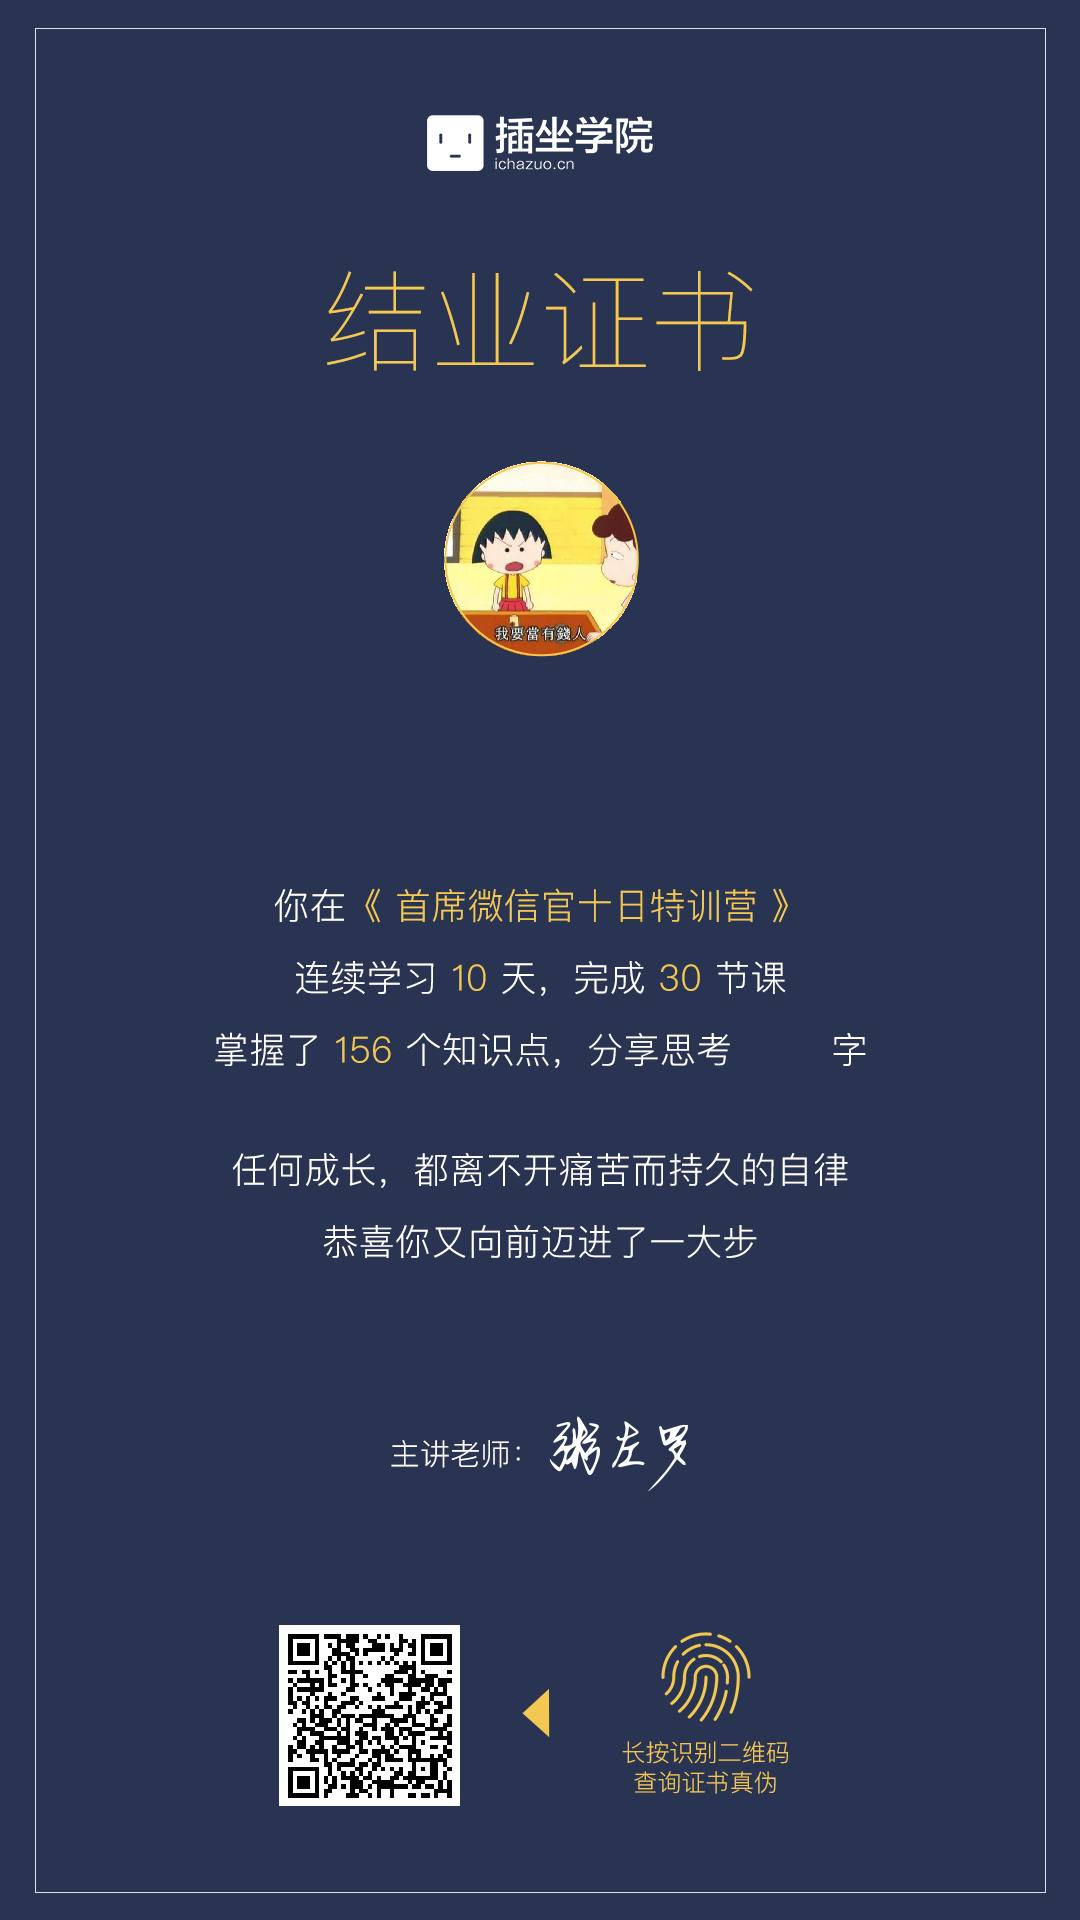 插坐学院
ichazuo.cn
结业证书
我要當有錢人
你在《 首席微信官十日特训营 》
连续学习 10 天，完成 30 节课
掌握了 156 个知识点，分享思考 字
任何成长，都离不开痛苦而持久的自律
恭喜你又向前迈进了一大步
主讲老师：粥左罗
长按识别二维码
查询证书真伪